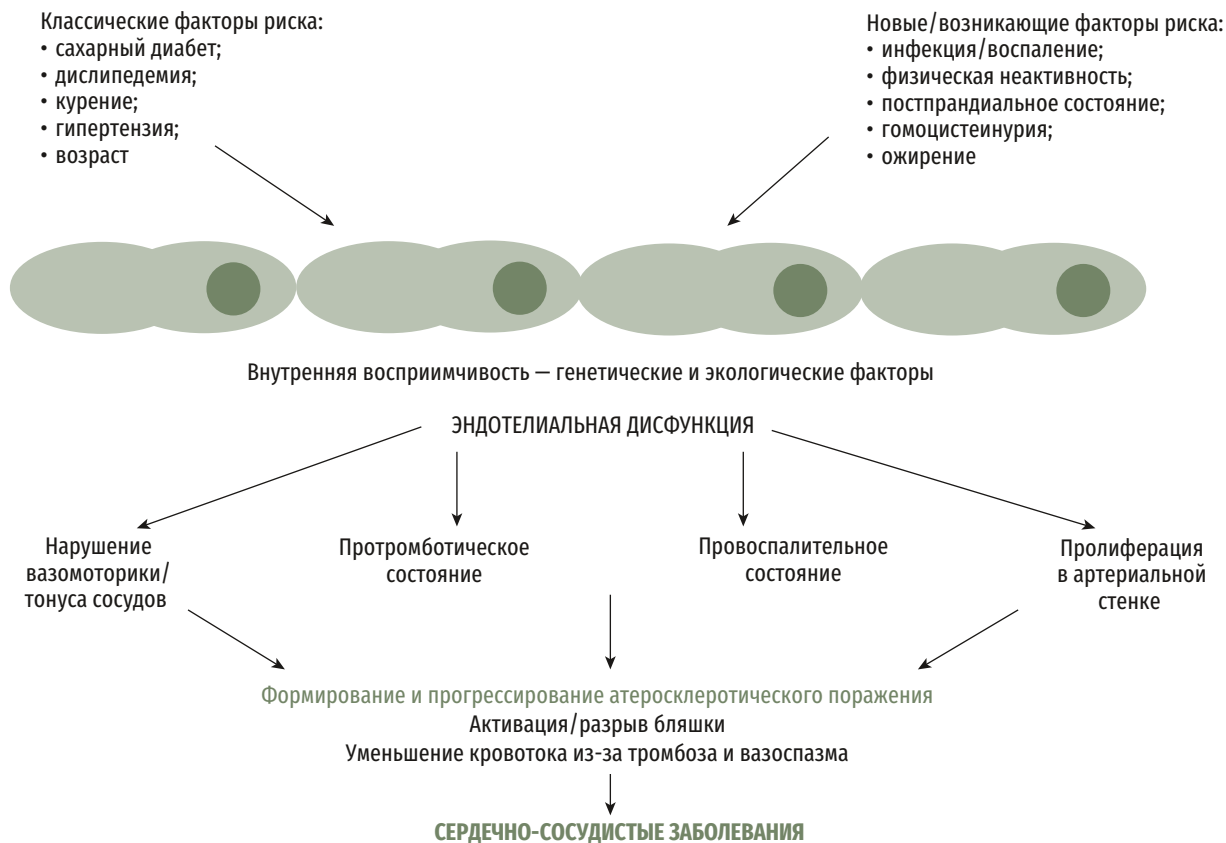 Классические факторы риска:
• сахарный диабет;
• дислипедемия;
• курение;
• гипертензия;
• возраст
Новые/возникающие факторы риска:
• инфекция/воспаление;
• физическая неактивность;
• постпрандиальное состояние;
• гомоцистеинурия;
• ожирение
Внутренняя восприимчивость — генетические и экологические факторы
ЭНДОТЕЛИАЛЬНАЯ ДИСФУНКЦИЯ
Нарушение
вазомоторики/
тонуса сосудов
Протромботическое
состояние
Провоспалительное
состояние
Пролиферация
в артериальной
стенке
Формирование и прогрессирование атеросклеротического поражения
Активация/разрыв бляшки
Уменьшение кровотока из-за тромбоза и вазоспазма
СЕРДЕЧНО-СОСУДИСТЫЕ ЗАБОЛЕВАНИЯ